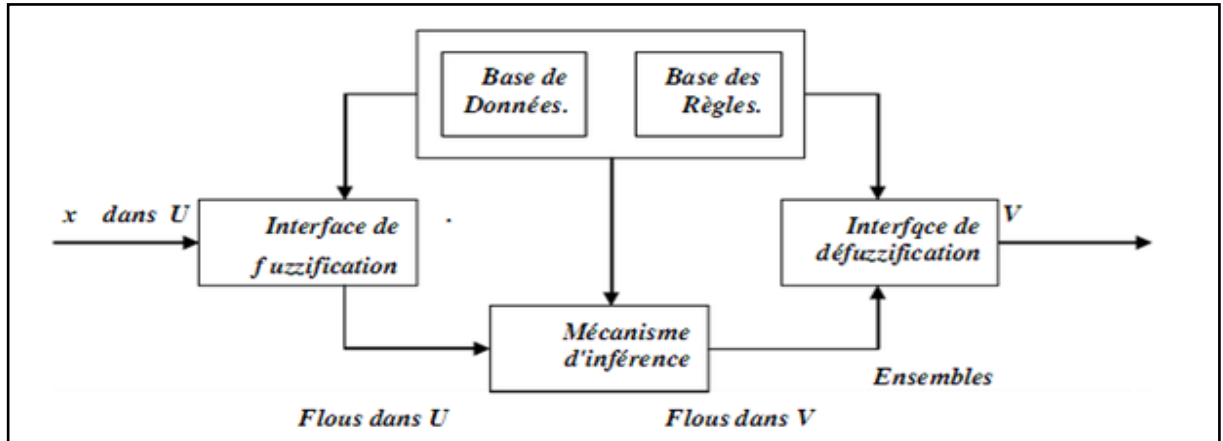 Base de
Données.
Base des
Règles.
x dans U
Interface de
fuzzification
.
Interfqce de
défuzzification
V
Mécanisme
d'inférence
Ensembles
Flous dans U
Flous dans V